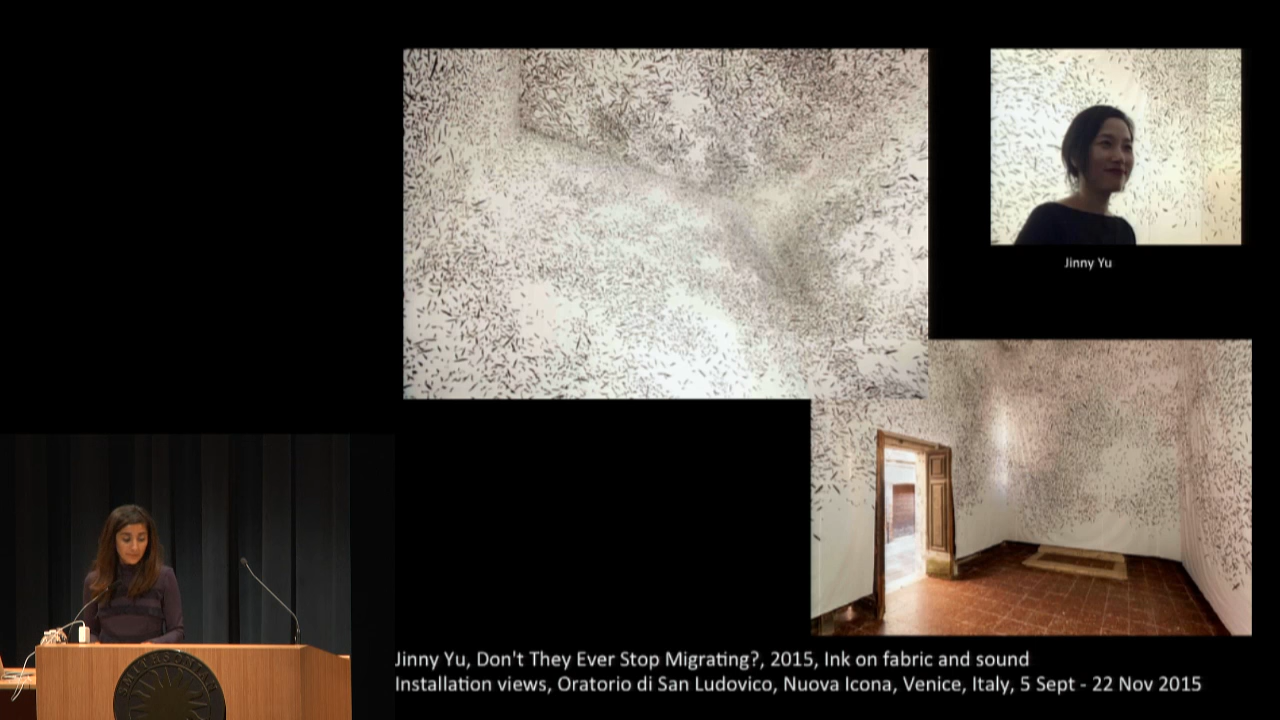 Jinny Yu
Jinny Yu, Don't They Ever Stop Migrating?, 2015, Ink on fabric and sound
Installation views, Oratorio di San Ludovico, Nuova Icona, Venice, Italy, 5 Sept - 22 Nov 2015
SMITHSONIAN